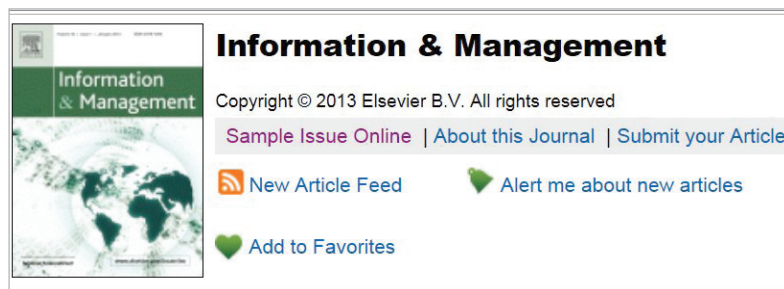 Information
& Management
Information & Management
Copyright © 2013 Elsevier B.V. All rights reserved
Sample Issue Online | About this Journal | Submit your Article
New Article Feed
Alert me about new articles
Add to Favorites